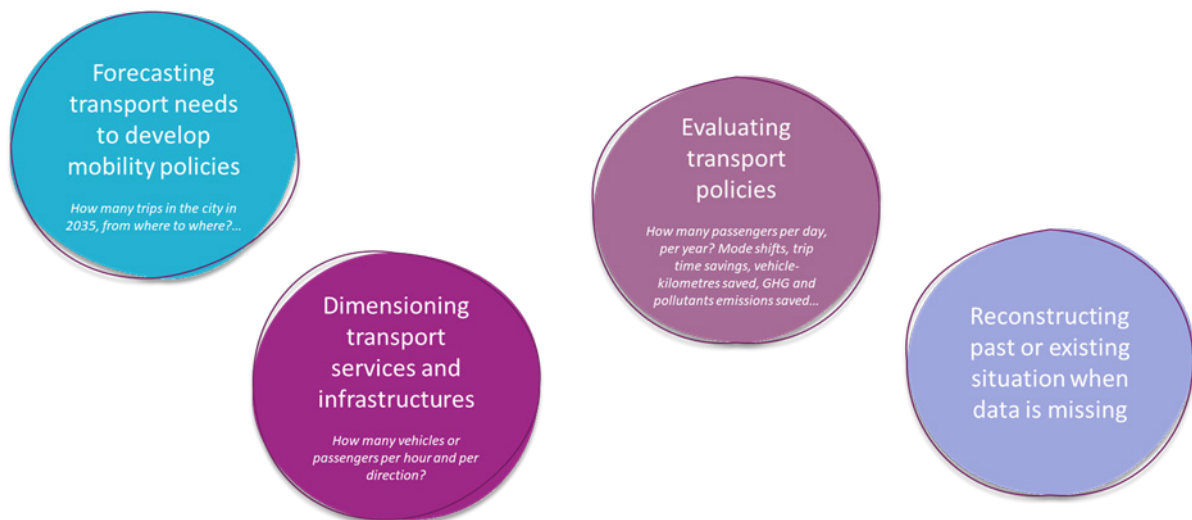 Forecasting
transport needs
to develop
mobility policies
How many trips in the city in
2035, from where to where?...
Dimensioning
transport
services and
infrastructures
How many vehicles or
passengers per hour and per
direction?
Evaluating
transport
policies
How many passengers per day,
per year? Mode shifts, trip
time savings, vehicle-
kilometres saved, GHG and
pollutants emissions saved...
Reconstructing
past or existing
situation when
data is missing